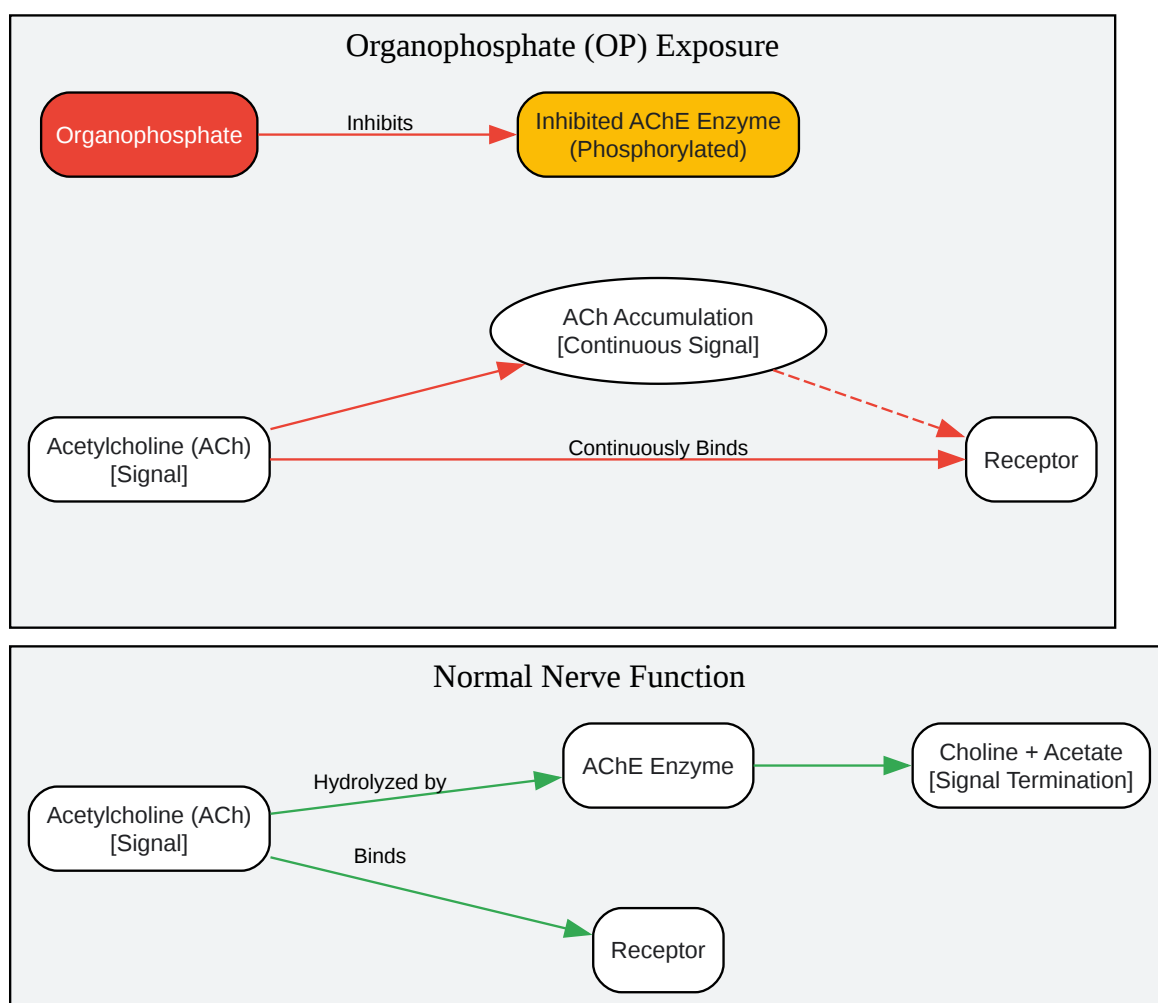 Organophosphate (OP) Exposure
Organophosphate
Inhibits
Inhibited AChE Enzyme
(Phosphorylated)
ACh Accumulation
[Continuous Signal]
Acetylcholine (ACh)
[Signal]
Continuously Binds
Receptor
Normal Nerve Function
Acetylcholine (ACh)
[Signal]
Hydrolyzed by
AChE Enzyme
Choline + Acetate
[Signal Termination]
Binds
Receptor